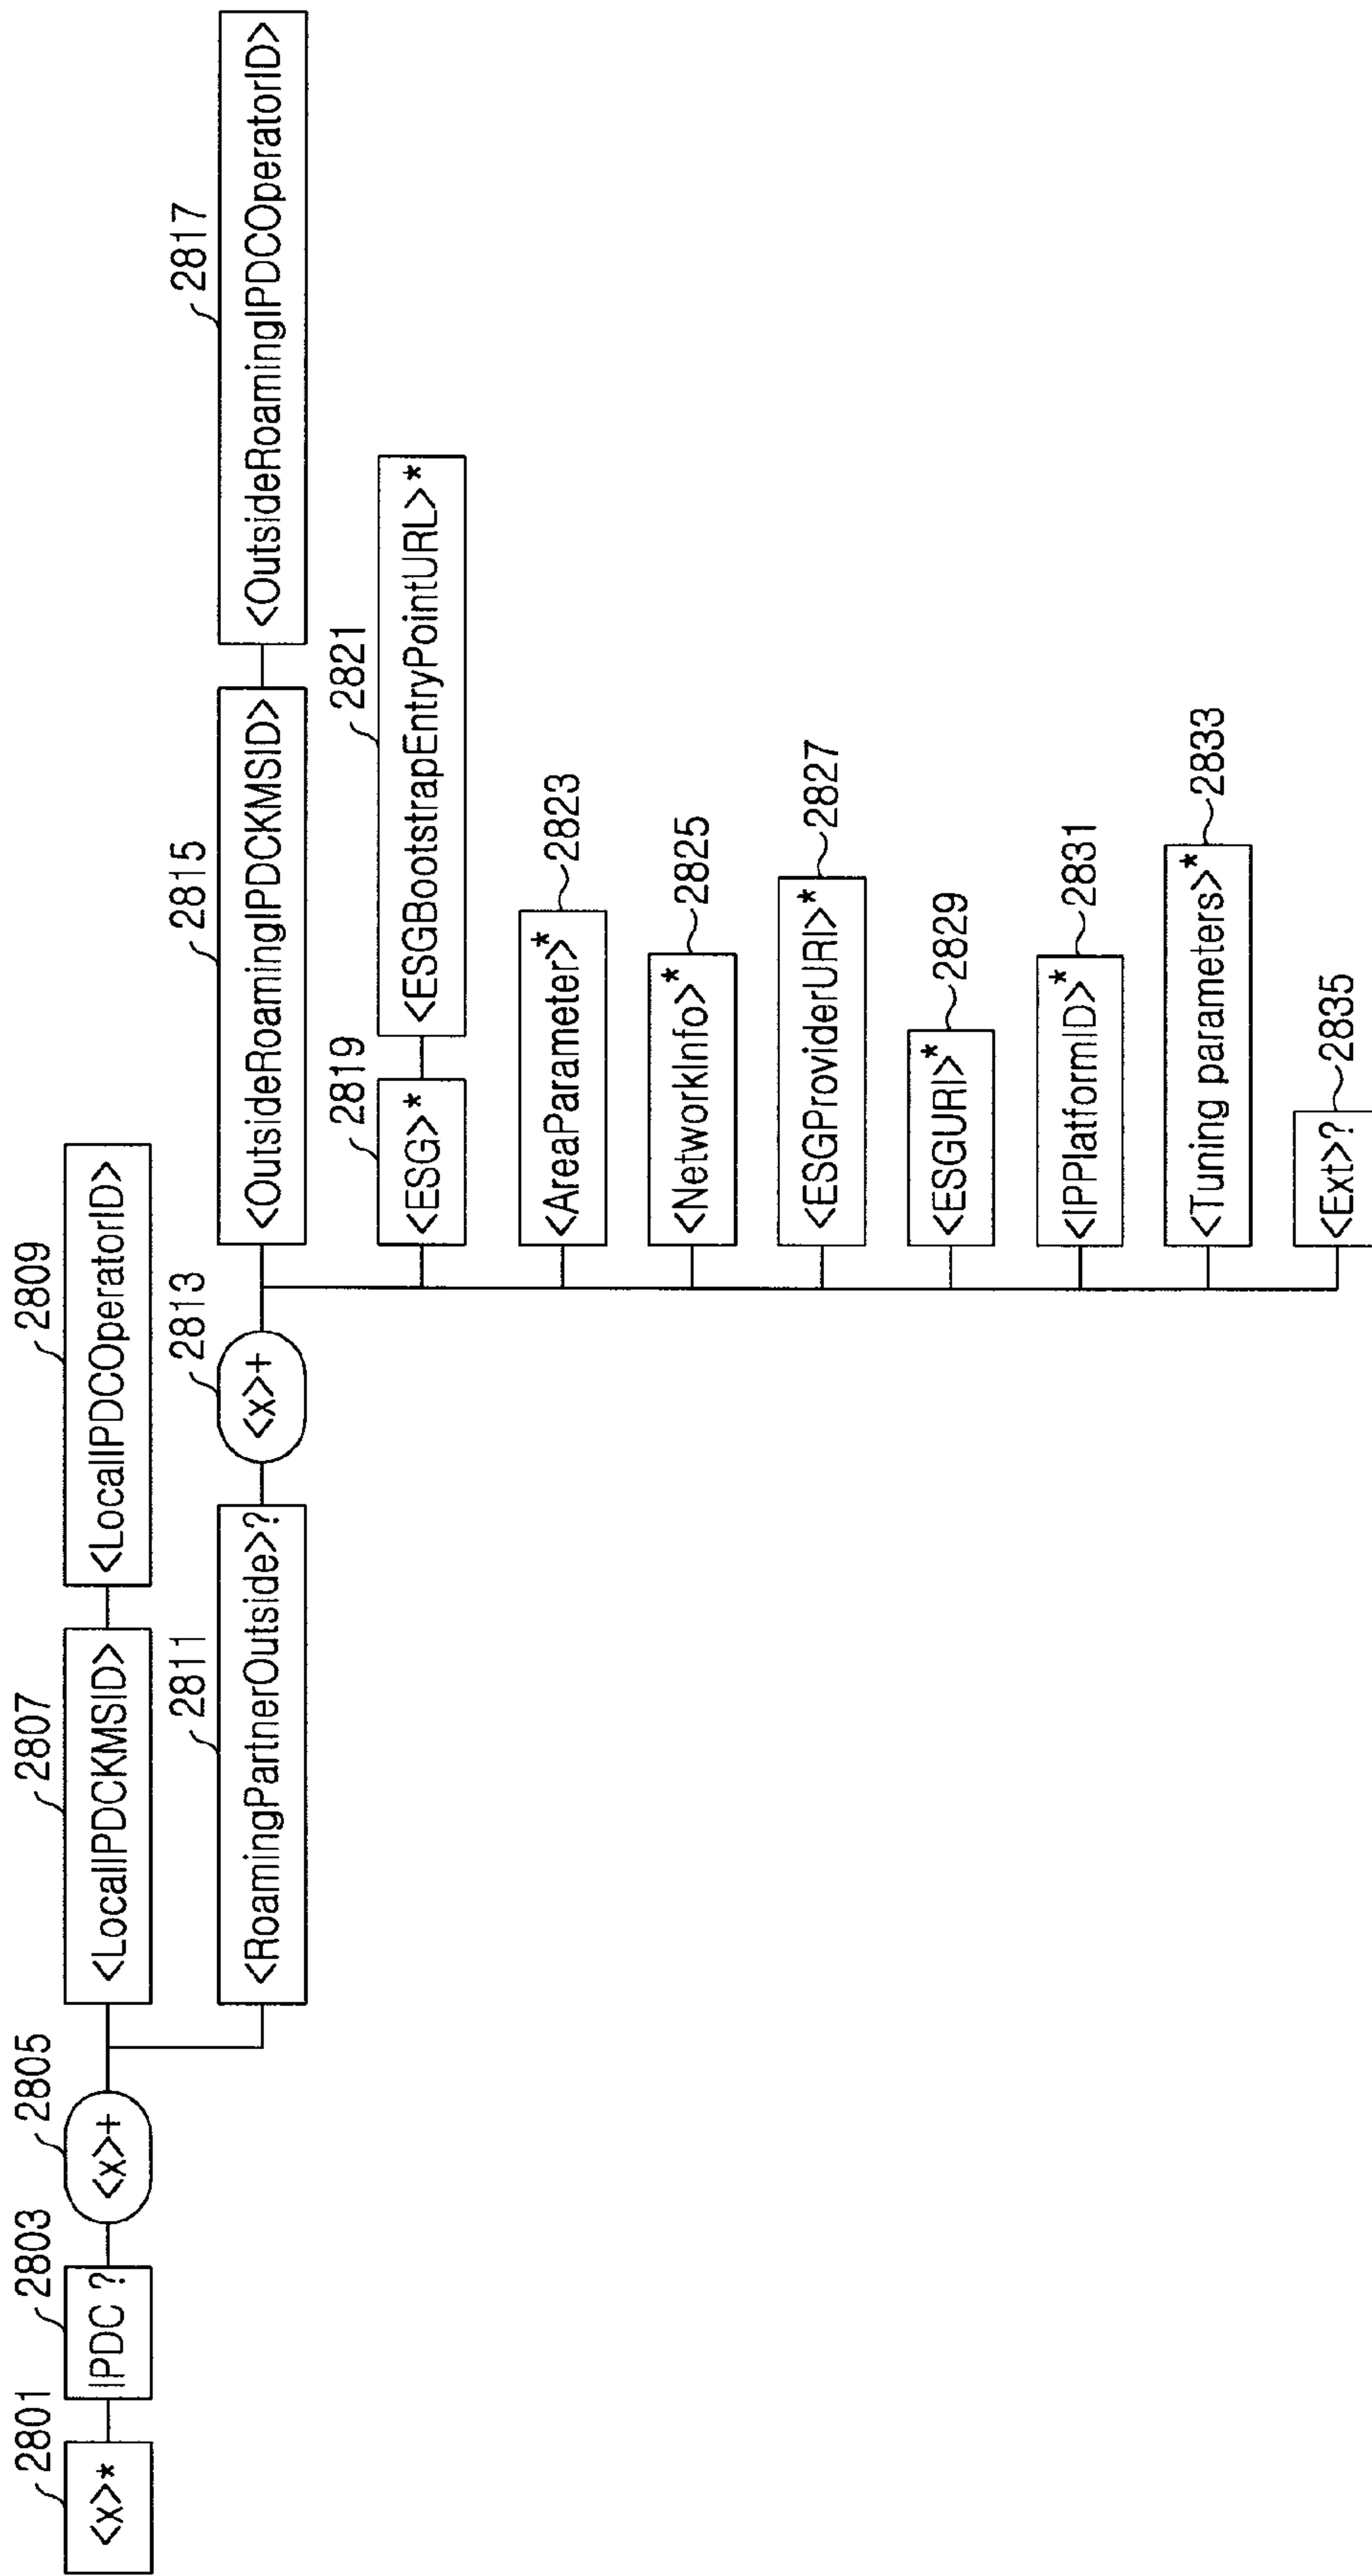 2801
<x>*
2803
IPDC ?
2805
<x>+
2807
<LocalIPDCKMSID>
2809
<LocalIPDCOperatorID>
2811
<RoamingPartnerOutside>?
2813
<x>+
2815
<OutsideRoamingIPDCKMSID>
2817
<OutsideRoamingIPDCOperatorID>
2819
<ESG>*
2821
<ESGBootstrapEntryPointURL>*
<AreaParameter>*
2823
<NetworkInfo>*
2825
<ESGProviderURI>*
2827
<ESGURI>*
2829
<IPPlatformID>*
2831
<Tuning parameters>*
2833
<Ext>?
2835